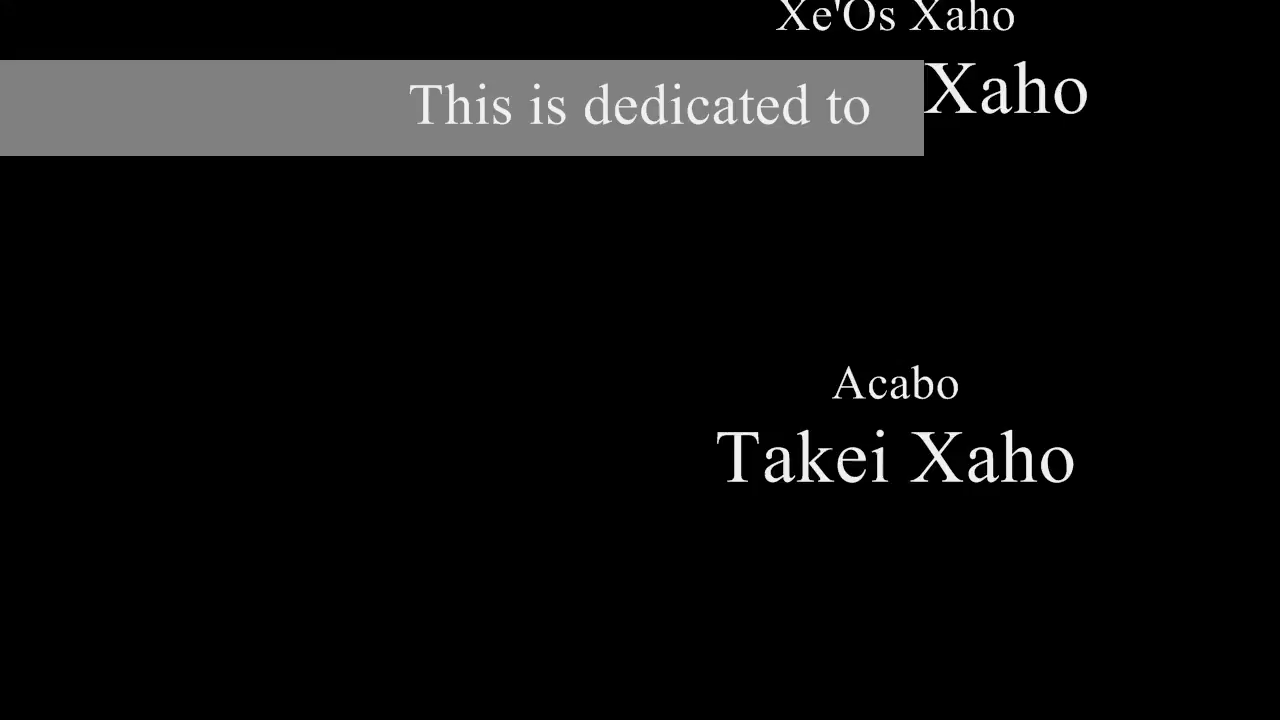 Xe'Os Xaho
This is dedicated to
Xaho
Acabo
Takei Xaho